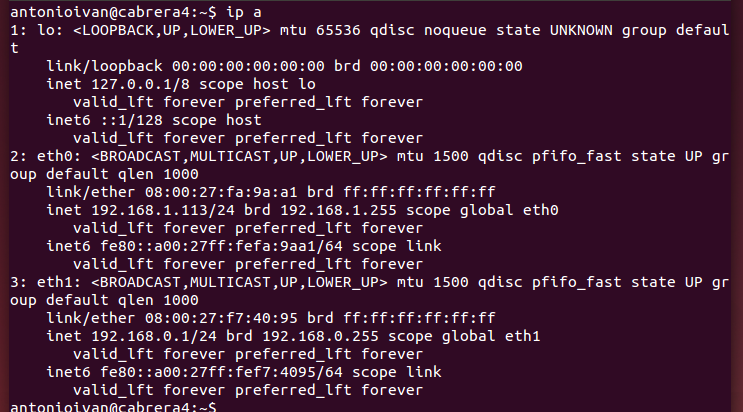 antonioivan@cabrera4:~$ ip a
1: lo: <LOOPBACK,UP,LOWER_UP> mtu 65536 qdisc noqueue state UNKNOWN group defaul
t
    link/loopback 00:00:00:00:00:00 brd 00:00:00:00:00:00
    inet 127.0.0.1/8 scope host lo
       valid_lft forever preferred_lft forever
    inet6 ::1/128 scope host
       valid_lft forever preferred_lft forever
2: eth0: <BROADCAST,MULTICAST,UP,LOWER_UP> mtu 1500 qdisc pfifo_fast state UP gr
oup default qlen 1000
    link/ether 08:00:27:fa:9a:a1 brd ff:ff:ff:ff:ff:ff
    inet 192.168.1.113/24 brd 192.168.1.255 scope global eth0
       valid_lft forever preferred_lft forever
    inet6 fe80::a00:27ff:fefa:9aa1/64 scope link
       valid_lft forever preferred_lft forever
3: eth1: <BROADCAST,MULTICAST,UP,LOWER_UP> mtu 1500 qdisc pfifo_fast state UP gr
oup default qlen 1000
    link/ether 08:00:27:f7:40:95 brd ff:ff:ff:ff:ff:ff
    inet 192.168.0.1/24 brd 192.168.0.255 scope global eth1
       valid_lft forever preferred_lft forever
    inet6 fe80::a00:27ff:fef7:4095/64 scope link
       valid_lft forever preferred_lft forever
antonioivan@cabrera4:~$